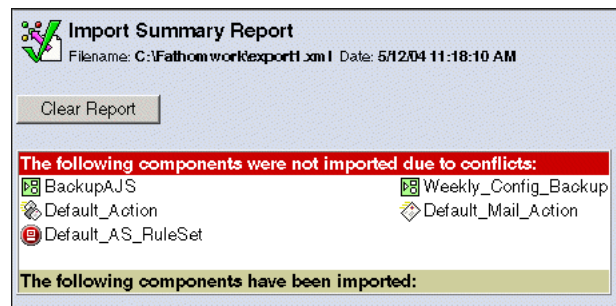 Import Summary Report
Filename: C:\Fathomwork\export1.xml Date: 5/12/04 11:18:10 AM
Clear Report
The following components were not imported due to conflicts:
BackupAJS Weekly_Config_Backup
Default_Action Default_Mail_Action
Default_AS_RuleSet
The following components have been imported: